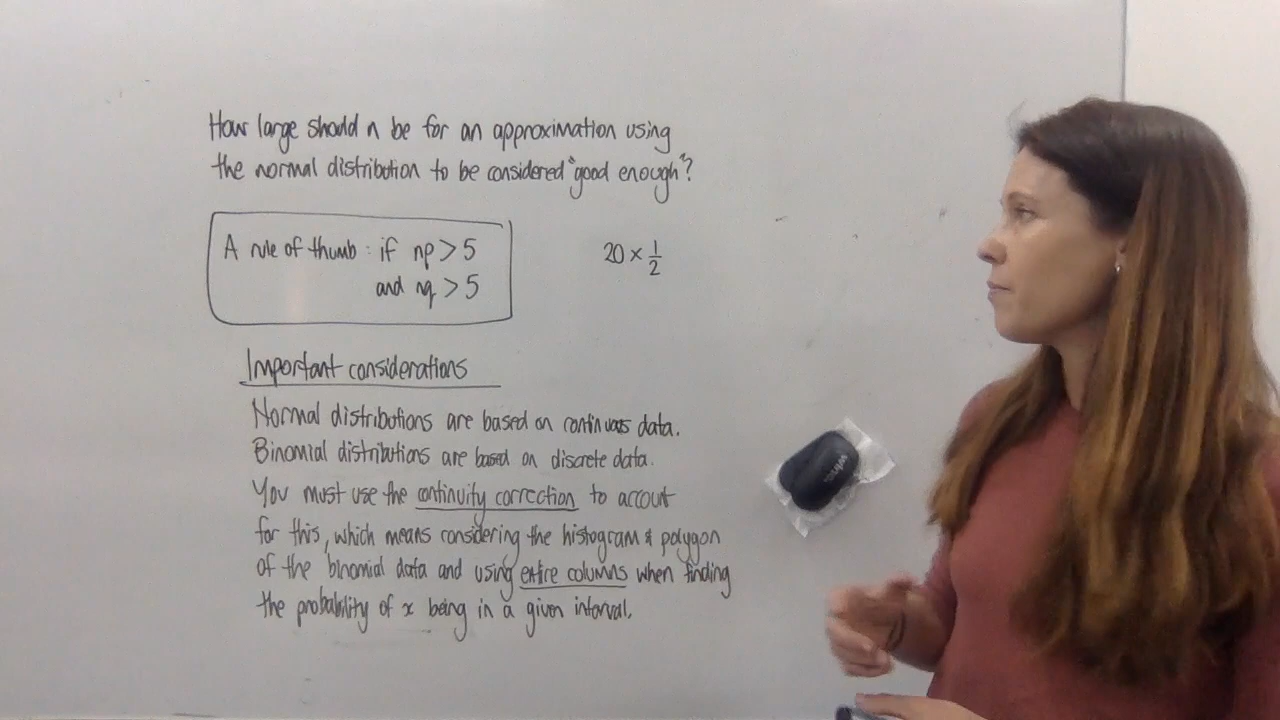 How large should n be for an approximation using
the normal distribution to be considered "good enough"?
A rule of thumb : if np > 5
and nq > 5
20 × 1/2
Important considerations
Normal distributions are based on continuous data.
Binomial distributions are based on discrete data.
You must use the continuity correction to account
for this, which means considering the histogram & polygon
of the binomial data and using entire columns when finding
the probability of x being in a given interval.